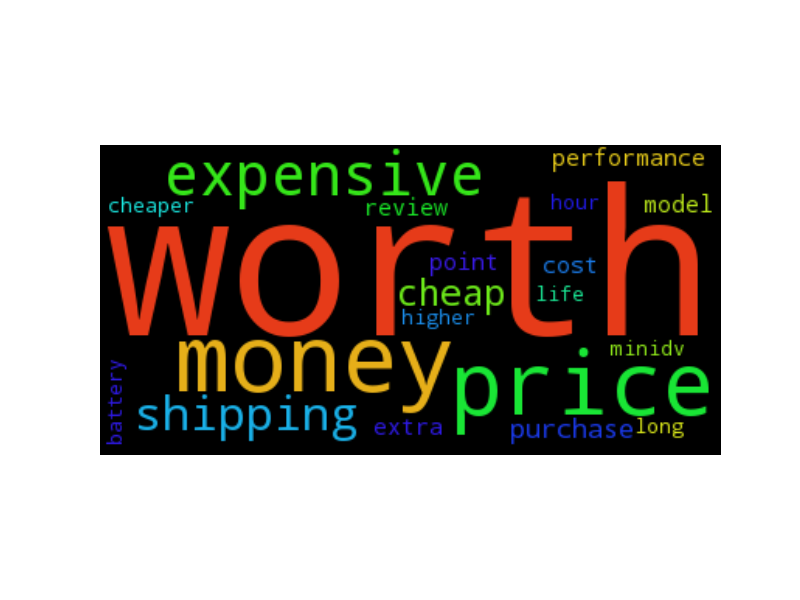 performance
expensive
cheaper
review
hour
model
worth
point
cost
cheap
life
higher
money
minidv
price
battery
shipping
extra
purchase
long